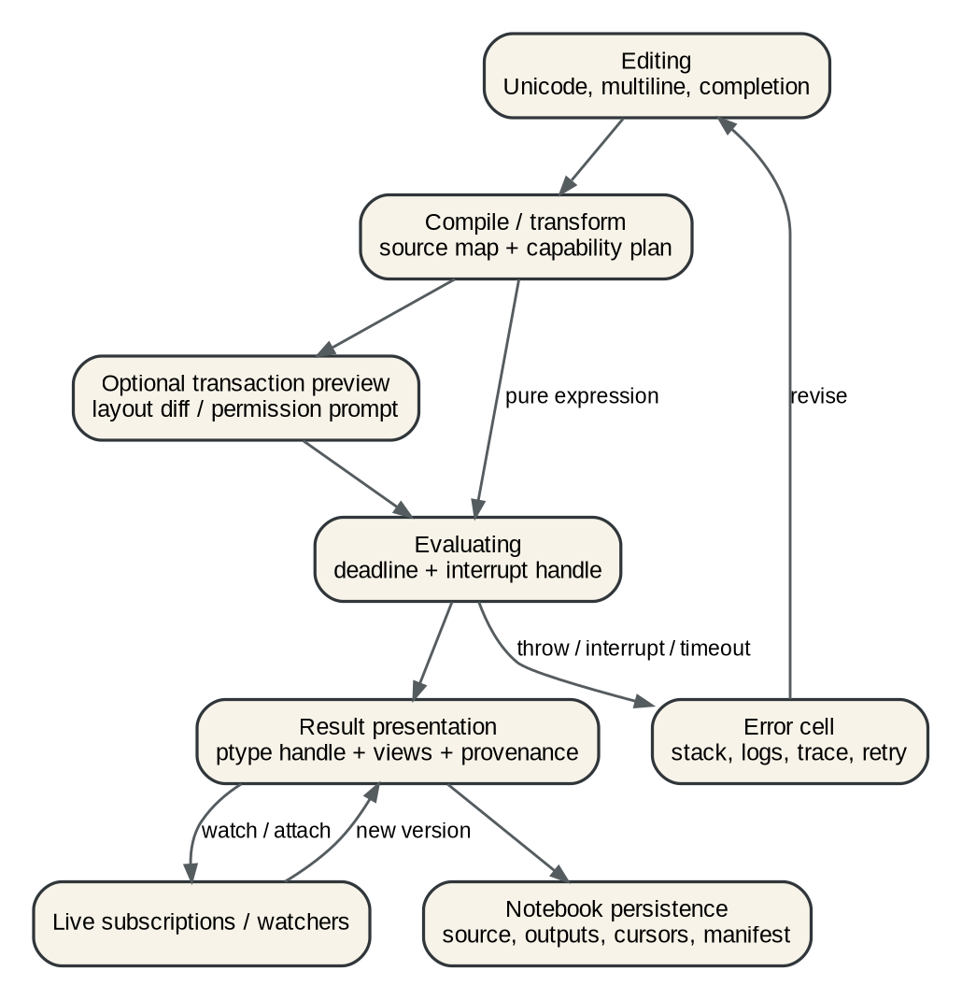 Editing
Unicode, multiline, completion
Compile / transform
source map + capability plan
Optional transaction preview
layout diff / permission prompt
pure expression
revise
Evaluating
deadline + interrupt handle
throw / interrupt / timeout
Result presentation
ptype handle + views + provenance
Error cell
stack, logs, trace, retry
watch / attach
new version
Live subscriptions / watchers
Notebook persistence
source, outputs, cursors, manifest